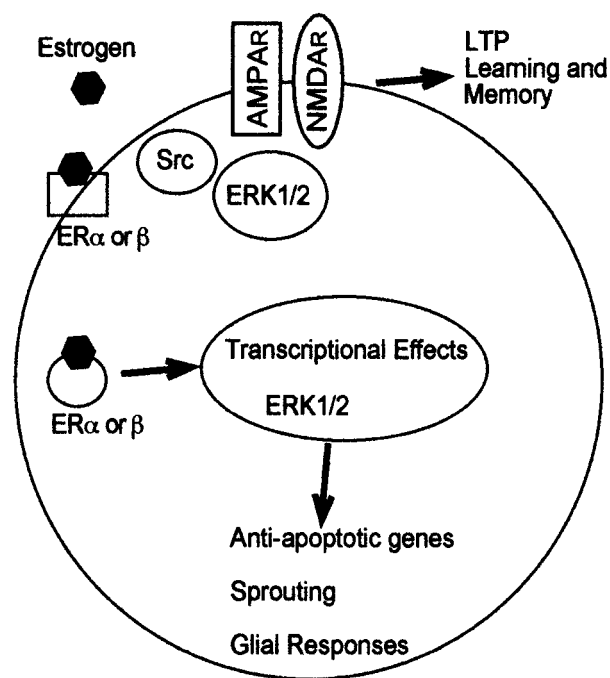 Estrogen
AMPAR
NMDAR
LTP
Learning and
Memory
Src
ERK1/2
ERα or β
Transcriptional Effects
ERK1/2
ERα or β
Anti-apoptotic genes
Sprouting
Glial Responses